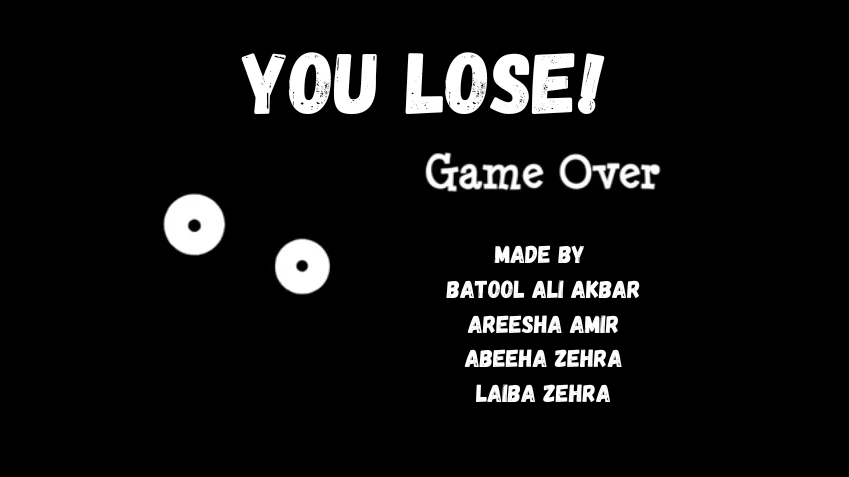 YOU LOSE!
Game Over
MADE BY
BATOOL ALI AKBAR
AREESHA AMIR
ABEEHA ZEHRA
LAIBA ZEHRA